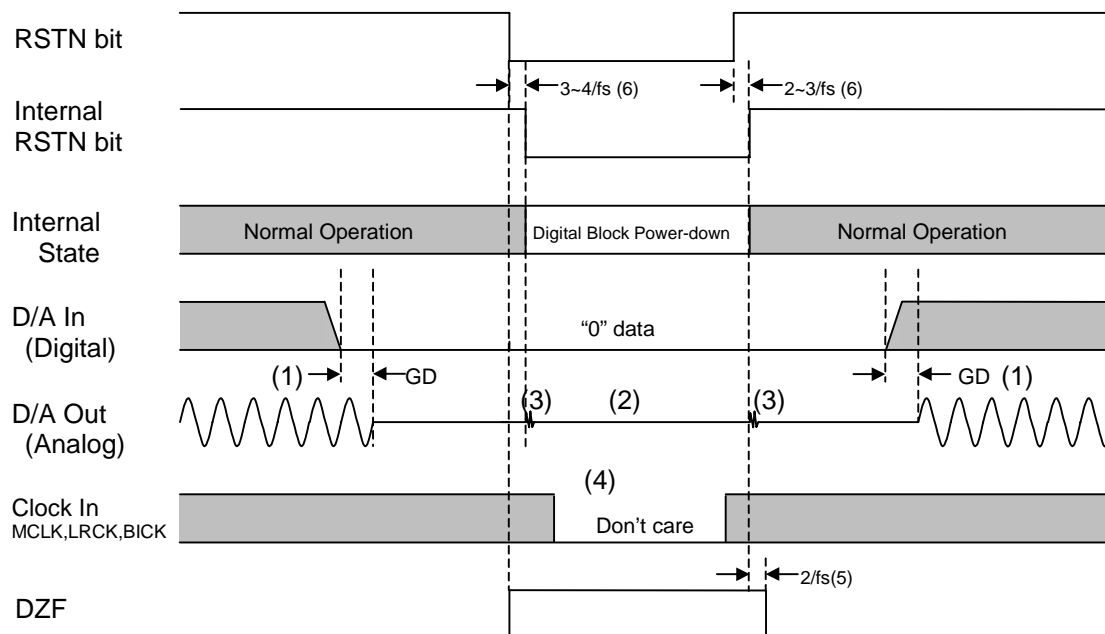 RSTN bit
3~4/fs (6)
2~3/fs (6)
Internal
RSTN bit
Internal
State
Normal Operation
Digital Block Power-down
Normal Operation
D/A In
(Digital)
“0” data
(1)
GD
GD
(1)
D/A Out
(Analog)
(3)
(2)
(3)
Clock In
MCLK,LRCK,BICK
(4)
Don’t care
2/fs(5)
DZF